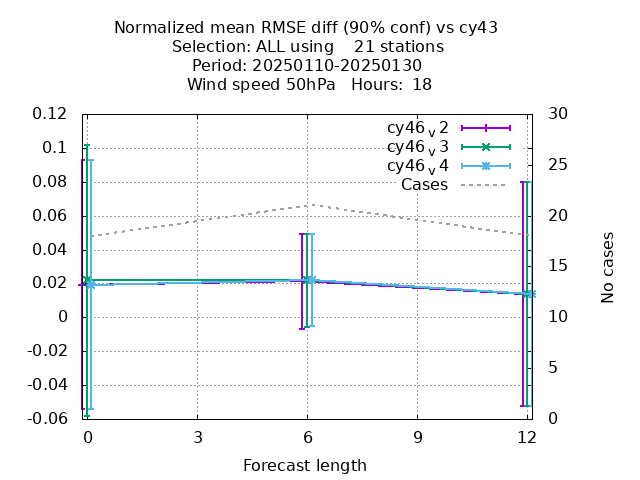 Normalized mean RMSE diff (90% conf) vs cy43
Selection: ALL using 21 stations
Period: 20250110-20250130
Wind speed 50hPa Hours: 18
0.12
0.1
0.08
0.06
0.04
0.02
0
-0.02
-0.04
-0.06
30
25
20
15
10
5
0
cy46v2
cy46v3
cy46v4
Cases
No cases
0 3 6 9 12
Forecast length